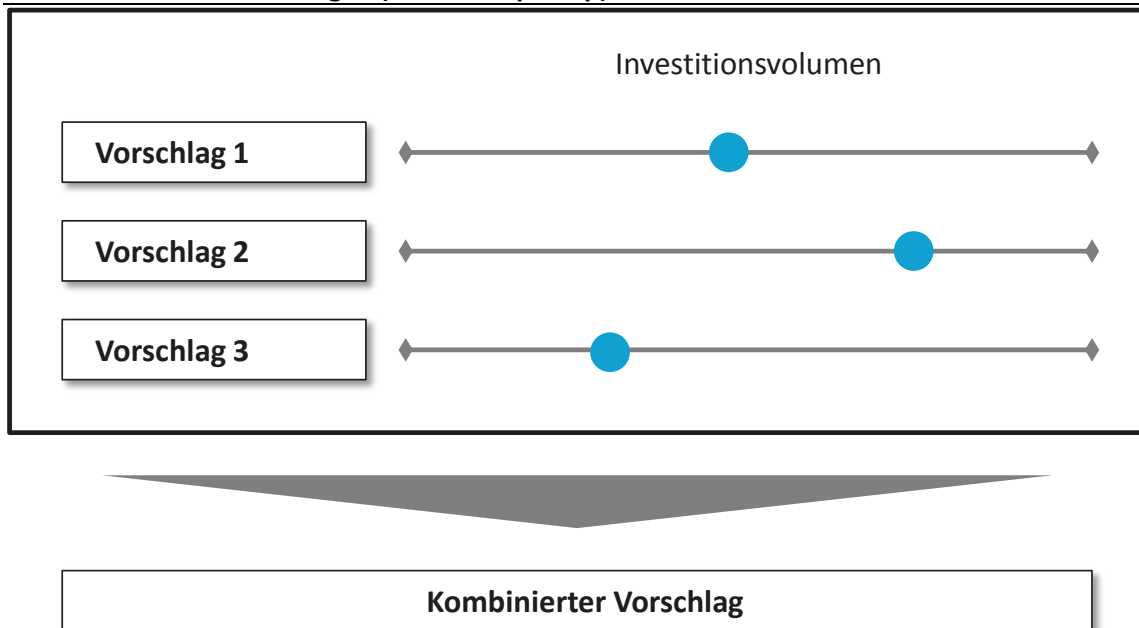 Investitionsvolumen
Vorschlag 1
Vorschlag 2
Vorschlag 3
Kombinierter Vorschlag